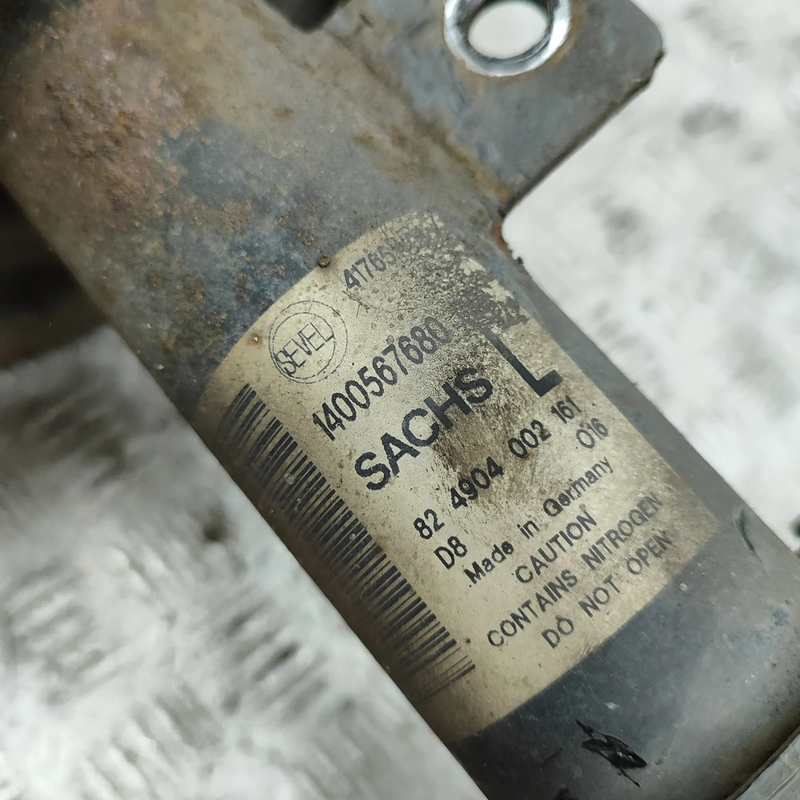 SEVEL
1400567680
SACHS L
82 4904 002 161
D8 016
Made in Germany
CAUTION
CONTAINS NITROGEN
DO NOT OPEN